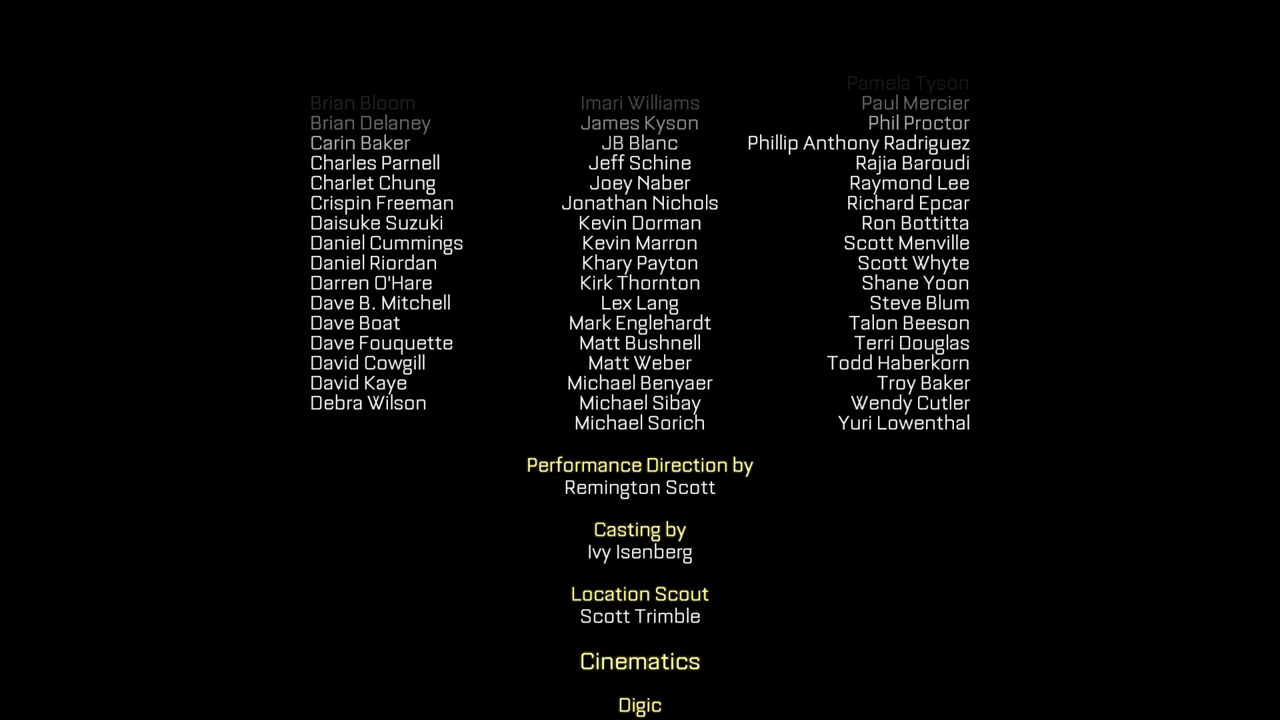 Pamela Tyson
Brian Bloom Imari Williams Paul Mercier
Brian Delaney James Kyson Phil Proctor
Carin Baker JB Blanc Phillip Anthony Radriguez
Charles Parnell Jeff Schine Rajia Baroudi
Charlet Chung Joey Naber Raymond Lee
Crispin Freeman Jonathan Nichols Richard Epcar
Daisuke Suzuki Kevin Dorman Ron Bottitta
Daniel Cummings Kevin Marron Scott Menville
Daniel Riordan Khary Payton Scott Whyte
Darren O'Hare Kirk Thornton Shane Yoon
Dave B. Mitchell Lex Lang Steve Blum
Dave Boat Mark Englehardt Talon Beeson
Dave Fouquette Matt Bushnell Terri Douglas
David Cowgill Matt Weber Todd Haberkorn
David Kaye Michael Benyaer Troy Baker
Debra Wilson Michael Sibay Wendy Cutler
Michael Sorich Yuri Lowenthal
Performance Direction by
Remington Scott
Casting by
Ivy Isenberg
Location Scout
Scott Trimble
Cinematics
Digic